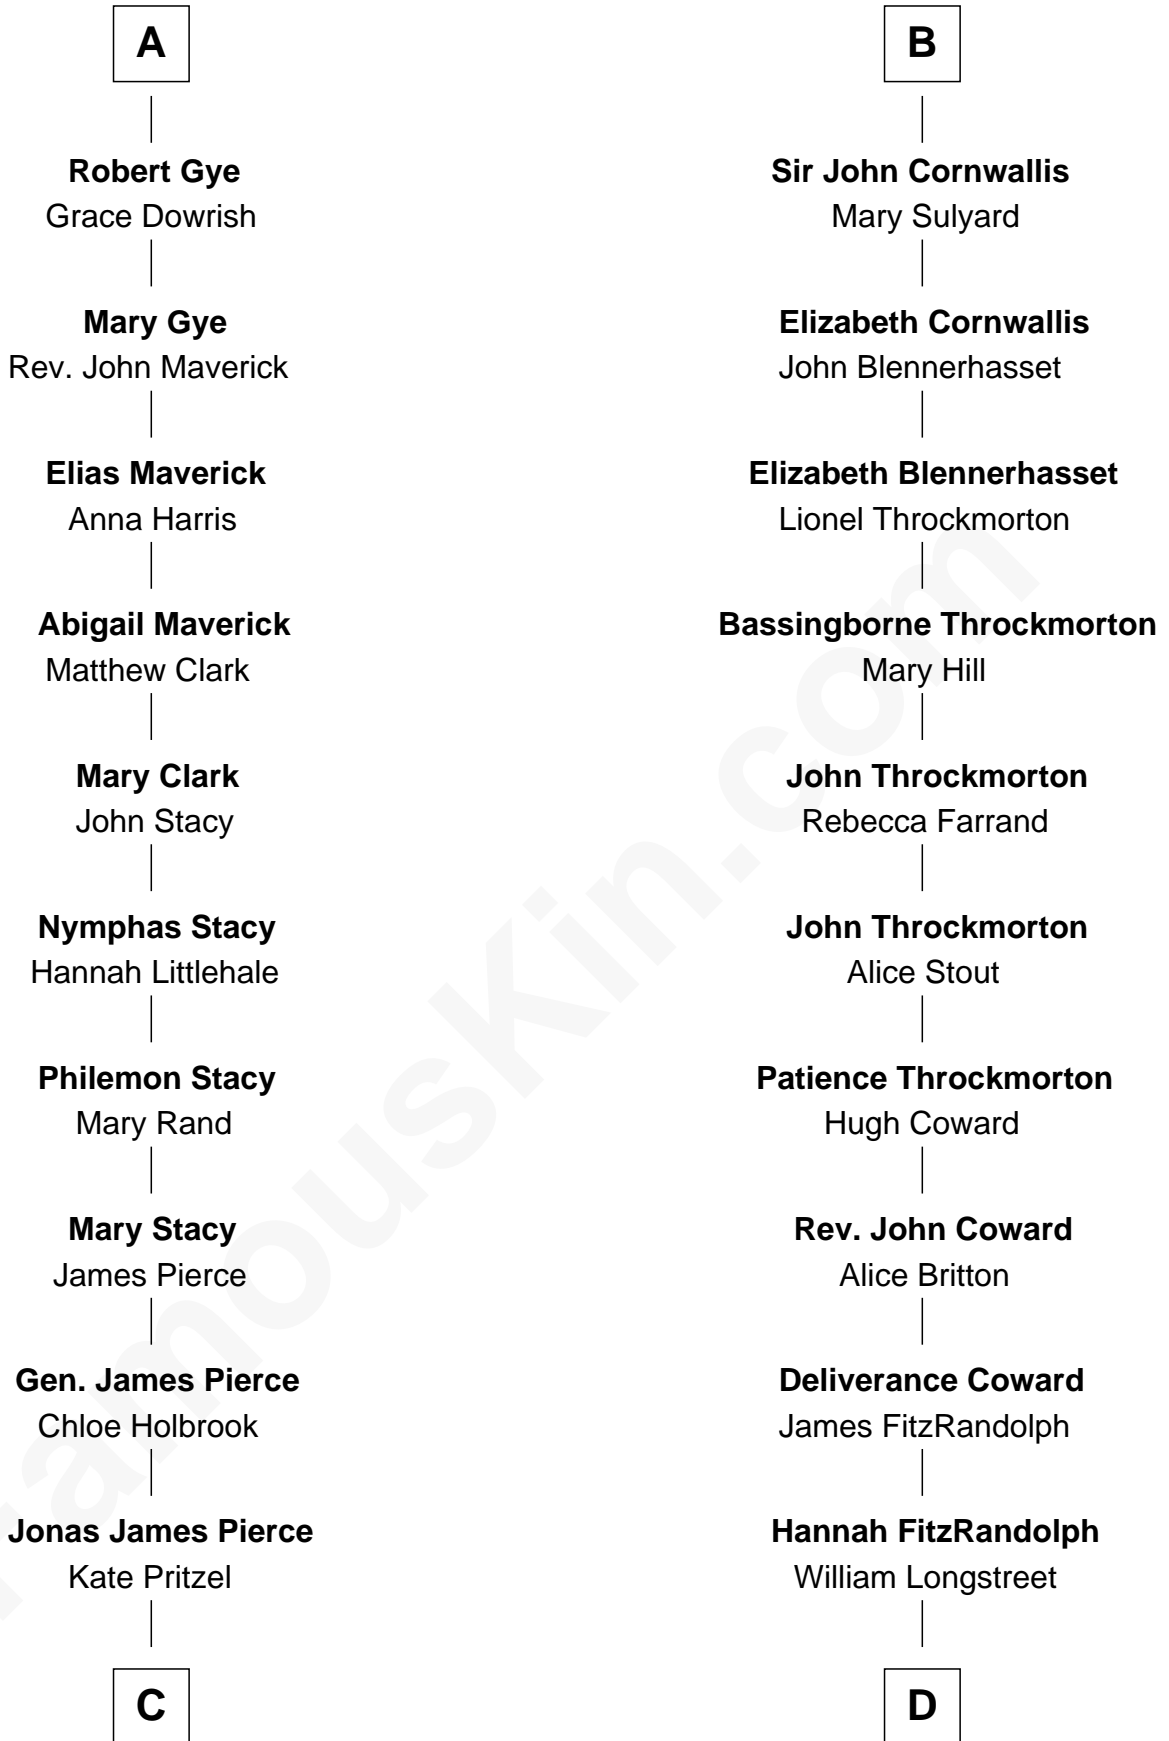 A
Robert Gye
Grace Dowrish
Mary Gye
Rev. John Maverick
Elias Maverick
Anna Harris
Abigail Maverick
Matthew Clark
Mary Clark
John Stacy
Nymphas Stacy
Hannah Littlehale
Philemon Stacy
Mary Rand
Mary Stacy
James Pierce
Gen. James Pierce
Chloe Holbrook
Jonas James Pierce
Kate Pritzel
C
B
Sir John Cornwallis
Mary Sulyard
Elizabeth Cornwallis
John Blennerhasset
Elizabeth Blennerhasset
Lionel Throckmorton
Bassingborne Throckmorton
Mary Hill
John Throckmorton
Rebecca Farrand
John Throckmorton
Alice Stout
Patience Throckmorton
Hugh Coward
Rev. John Coward
Alice Britton
Deliverance Coward
James FitzRandolph
Hannah FitzRandolph
William Longstreet
D
FamousKin.com